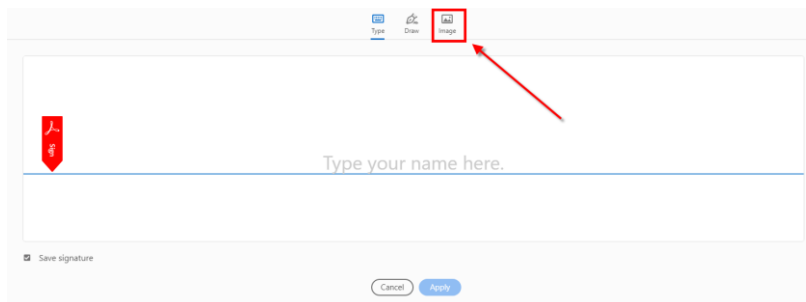 Type Draw Image
Sign
Type your name here.
Save signature
Cancel Apply